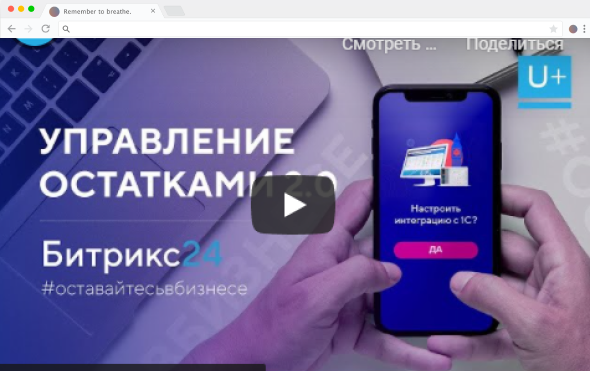 Remember to breathe.
Смотреть ...
Поделиться
U+
УПРАВЛЕНИЕ
ОСТАТКАМИ 2.0
Настроить
интеграцию с 1С?
ДА
Битрикс24
#оставайтесьвбизнесе